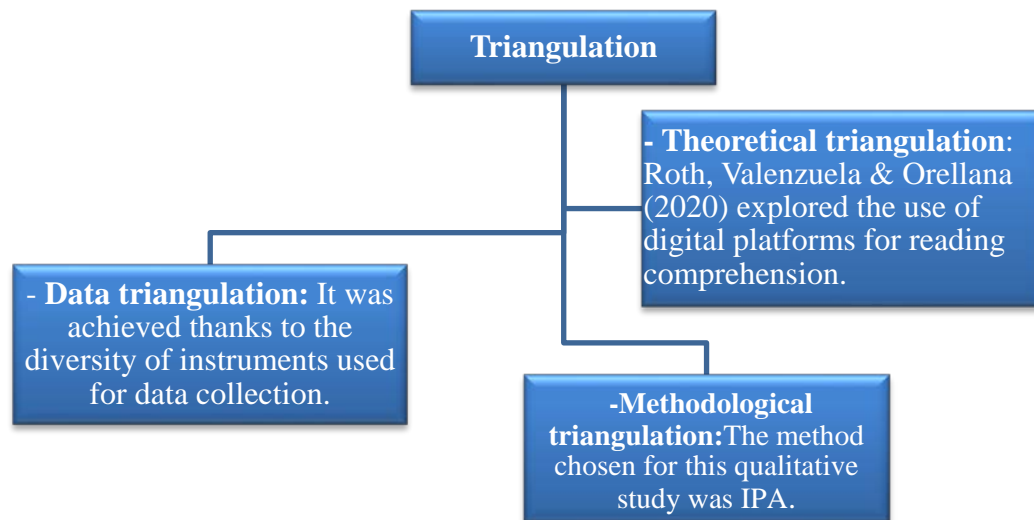 Triangulation
- Theoretical triangulation:
Roth, Valenzuela & Orellana
(2020) explored the use of
digital platforms for reading
comprehension.
- Data triangulation: It was
achieved thanks to the
diversity of instruments used
for data collection.
-Methodological
triangulation:The method
chosen for this qualitative
study was IPA.